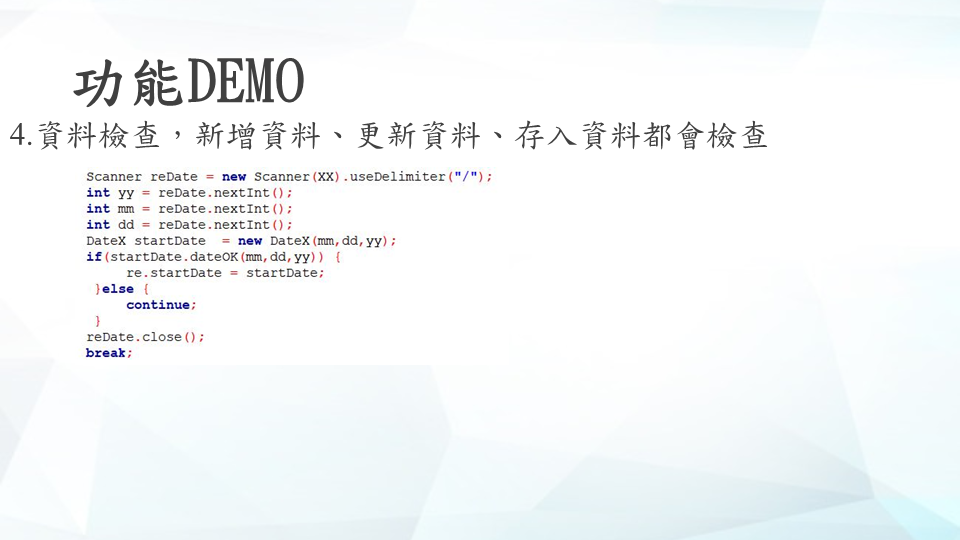 功能DEMO
4.資料檢查，新增資料、更新資料、存入資料都會檢查
Scanner reDate = new Scanner(XX).useDelimiter("/");
int yy = reDate.nextInt();
int mm = reDate.nextInt();
int dd = reDate.nextInt();
DateX startDate  = new DateX(mm,dd,yy);
if(startDate.dateOK(mm,dd,yy)) {
     re.startDate = startDate;
 }else {
     continue;
 }
reDate.close();
break;